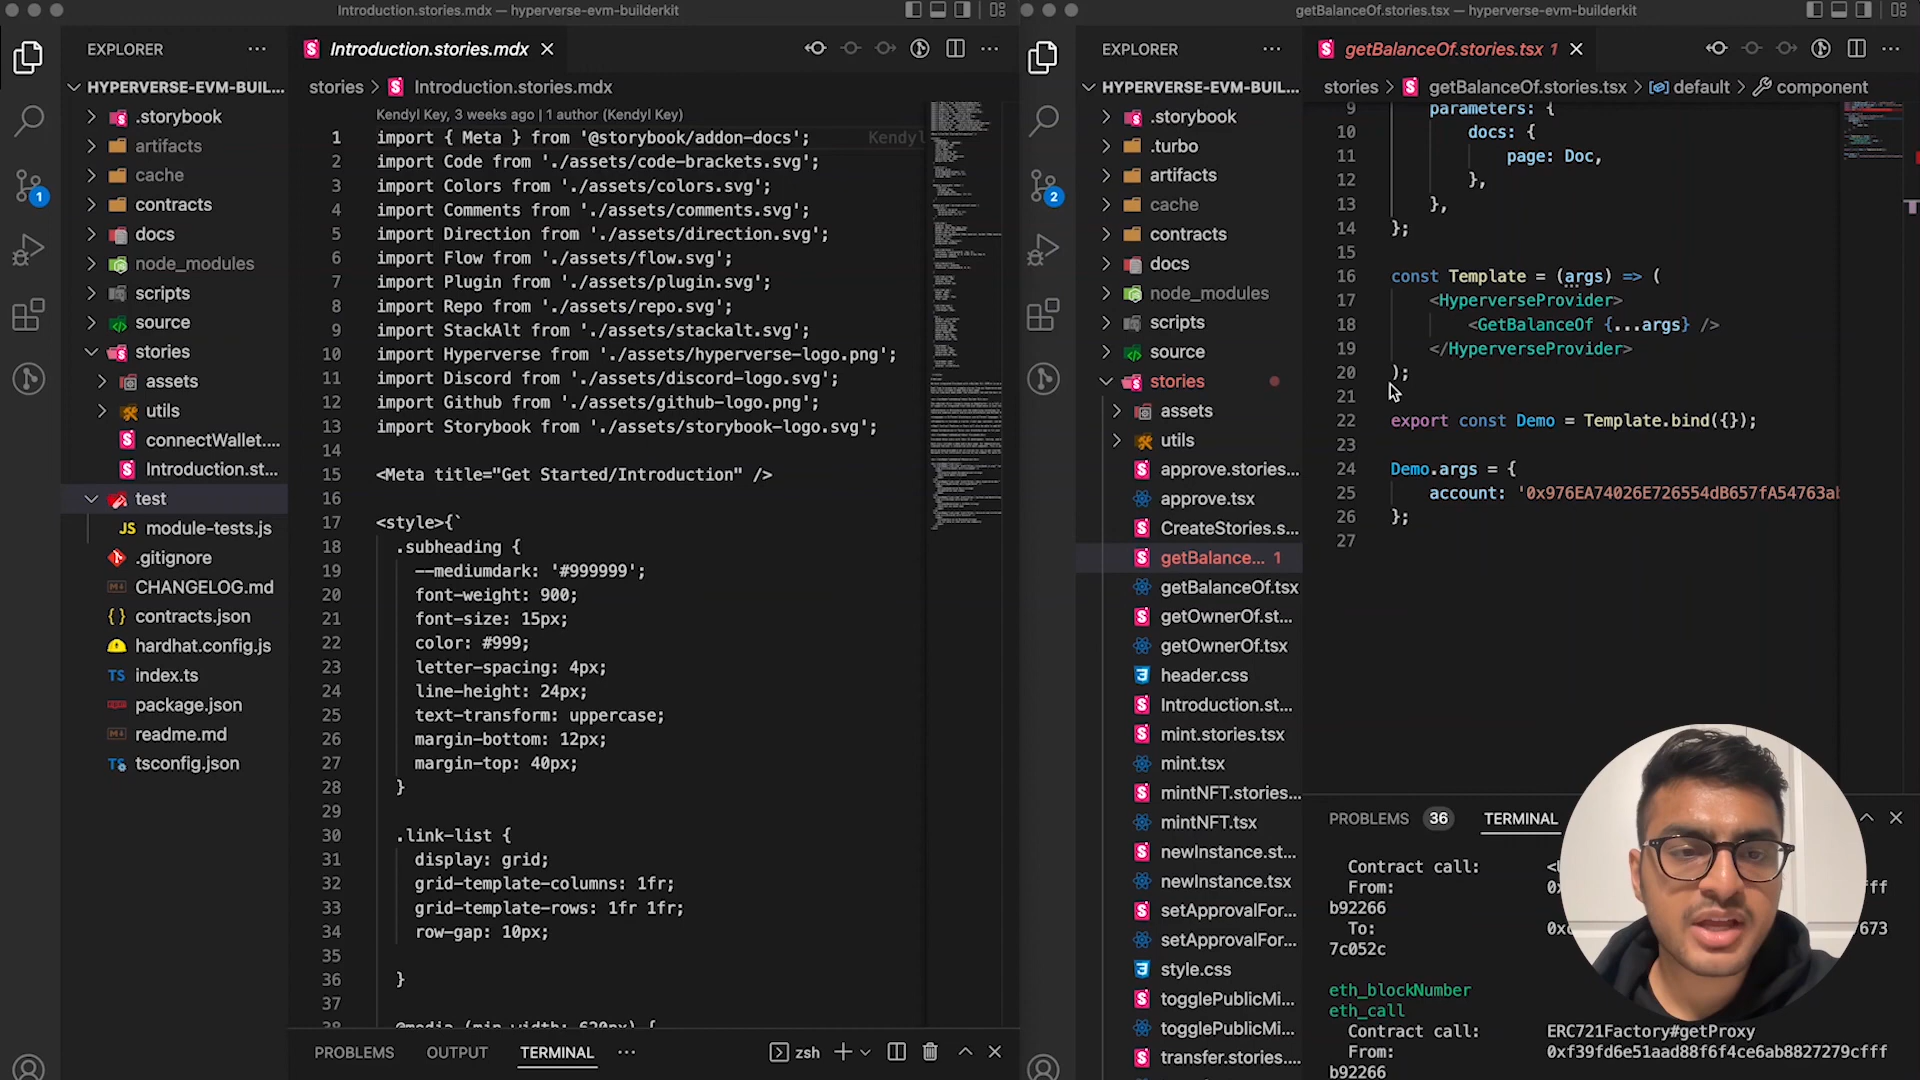 Introduction.stories.mdx — hyperverse-evm-builderkit
EXPLORER
HYPERVERSE-EVM-BUIL...
.storybook
artifacts
cache
contracts
docs
node_modules
scripts
source
stories
assets
utils
connectWallet....
Introduction.st...
test
JS module-tests.js
.gitignore
CHANGELOG.md
contracts.json
hardhat.config.js
TS index.ts
package.json
readme.md
tsconfig.json
1
Introduction.stories.mdx
stories > Introduction.stories.mdx
Kendyl Key, 3 weeks ago | 1 author (Kendyl Key)
1 import { Meta } from '@storybook/addon-docs'; Kendyl
2 import Code from './assets/code-brackets.svg';
3 import Colors from './assets/colors.svg';
4 import Comments from './assets/comments.svg';
5 import Direction from './assets/direction.svg';
6 import Flow from './assets/flow.svg';
7 import Plugin from './assets/plugin.svg';
8 import Repo from './assets/repo.svg';
9 import StackAlt from './assets/stackalt.svg';
10 import Hyperverse from './assets/hyperverse-logo.png';
11 import Discord from './assets/discord-logo.svg';
12 import Github from './assets/github-logo.png';
13 import Storybook from './assets/storybook-logo.svg';
14
15 <Meta title="Get Started/Introduction" />
16
17 <style>{`
18 .subheading {
19 --mediumdark: '#999999';
20 font-weight: 900;
21 font-size: 15px;
22 color: #999;
23 letter-spacing: 4px;
24 line-height: 24px;
25 text-transform: uppercase;
26 margin-bottom: 12px;
27 margin-top: 40px;
28 }
29
30 .link-list {
31 display: grid;
32 grid-template-columns: 1fr;
33 grid-template-rows: 1fr 1fr;
34 row-gap: 10px;
35
36 }
37
38 @media (min-width: 620px) {
PROBLEMS OUTPUT TERMINAL ... zsh
getBalanceOf.stories.tsx — hyperverse-evm-builderkit
EXPLORER
HYPERVERSE-EVM-BUIL...
.storybook
.turbo
artifacts
cache
contracts
docs
node_modules
scripts
source
stories
assets
utils
approve.stories...
approve.tsx
CreateStories.s...
getBalance... 1
getBalanceOf.tsx
getOwnerOf.st...
getOwnerOf.tsx
header.css
Introduction.st...
mint.stories.tsx
mint.tsx
mintNFT.stories...
mintNFT.tsx
newInstance.st...
newInstance.tsx
setApprovalFor...
setApprovalFor...
style.css
togglePublicMi...
togglePublicMi...
transfer.stories....
2
getBalanceOf.stories.tsx 1
stories > getBalanceOf.stories.tsx > default > component
9 parameters: {
10 docs: {
11 page: Doc,
12 },
13 },
14 };
15
16 const Template = (args) => (
17 <HyperverseProvider>
18 <GetBalanceOf {...args} />
19 </HyperverseProvider>
20 );
21
22 export const Demo = Template.bind({});
23
24 Demo.args = {
25 account: '0x976EA74026E726554dB657fA54763ab
26 };
27
PROBLEMS 36 TERMINAL
Contract call:
From: 0x
b92266
To: 0x
7c052c
eth_blockNumber
eth_call
Contract call: ERC721Factory#getProxy
From: 0xf39fd6e51aad88f6f4ce6ab8827279cfff
b92266